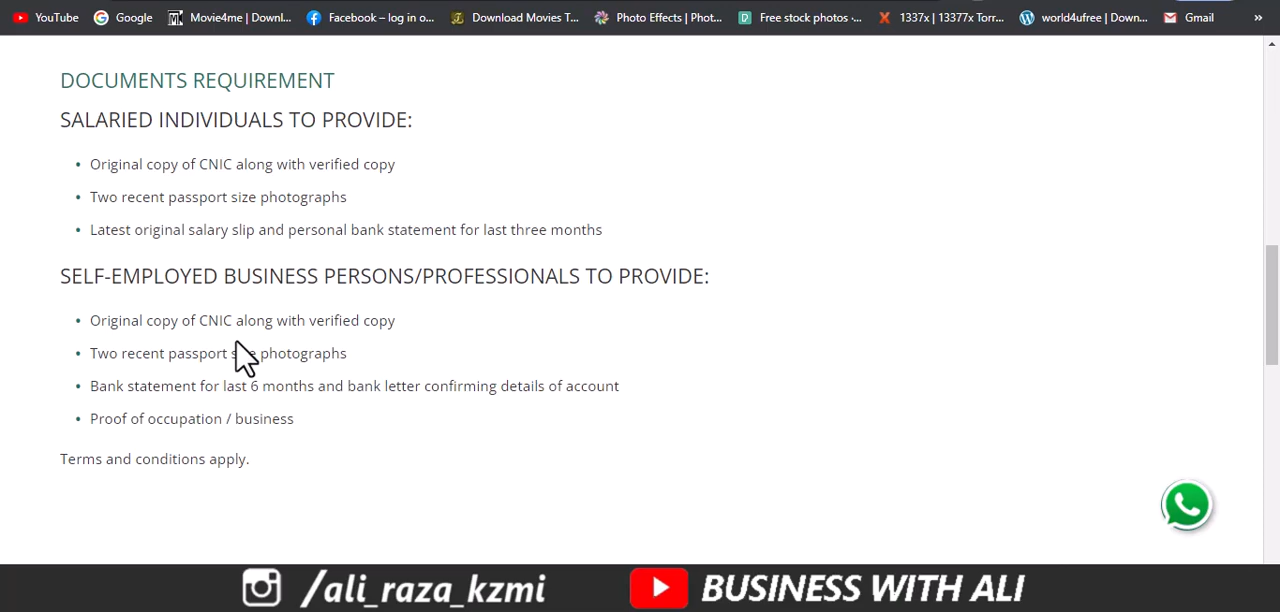 YouTube Google Movie4me | Downl... Facebook – log in o... Download Movies T... Photo Effects | Phot... Free stock photos ·... 1337x | 13377x Torr... world4ufree | Down... Gmail »
DOCUMENTS REQUIREMENT
SALARIED INDIVIDUALS TO PROVIDE:
• Original copy of CNIC along with verified copy
• Two recent passport size photographs
• Latest original salary slip and personal bank statement for last three months
SELF-EMPLOYED BUSINESS PERSONS/PROFESSIONALS TO PROVIDE:
• Original copy of CNIC along with verified copy
• Two recent passport size photographs
• Bank statement for last 6 months and bank letter confirming details of account
• Proof of occupation / business
Terms and conditions apply.
/ali_raza_kzmi BUSINESS WITH ALI